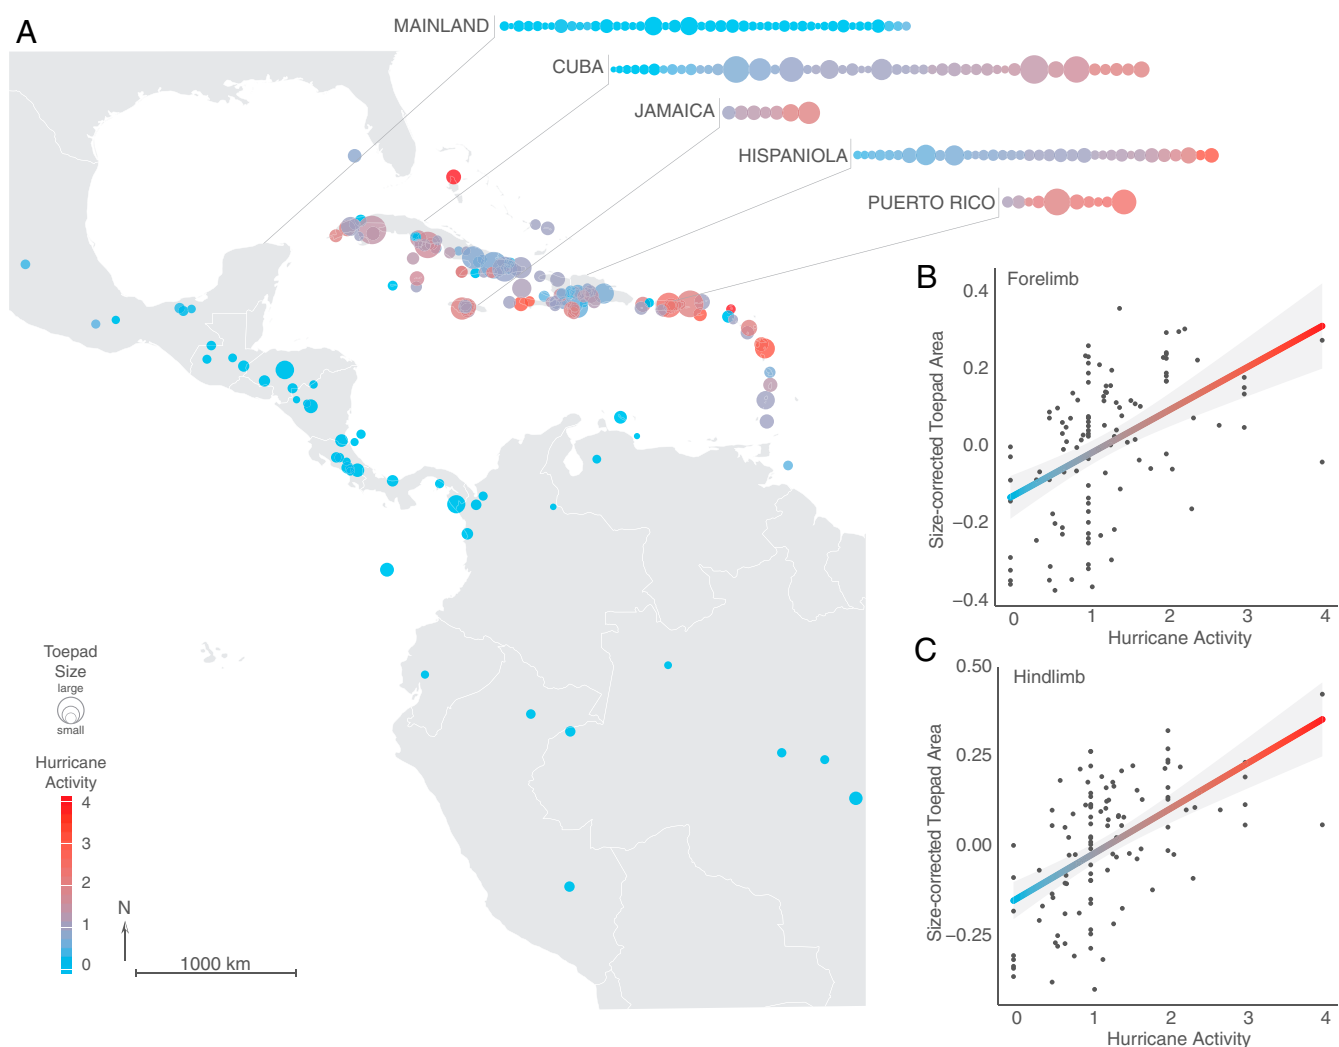 A
MAINLAND
CUBA
JAMAICA
HISPANIOLA
PUERTO RICO
Toepad
Size
large
small
Hurricane
Activity
4
3
2
1
0
N
1000 km
B
Forelimb
Size-corrected Toepad Area
0.4
0.2
0.0
−0.2
−0.4
0 1 2 3 4
Hurricane Activity
C
Hindlimb
Size-corrected Toepad Area
0.50
0.25
0.00
−0.25
0 1 2 3 4
Hurricane Activity